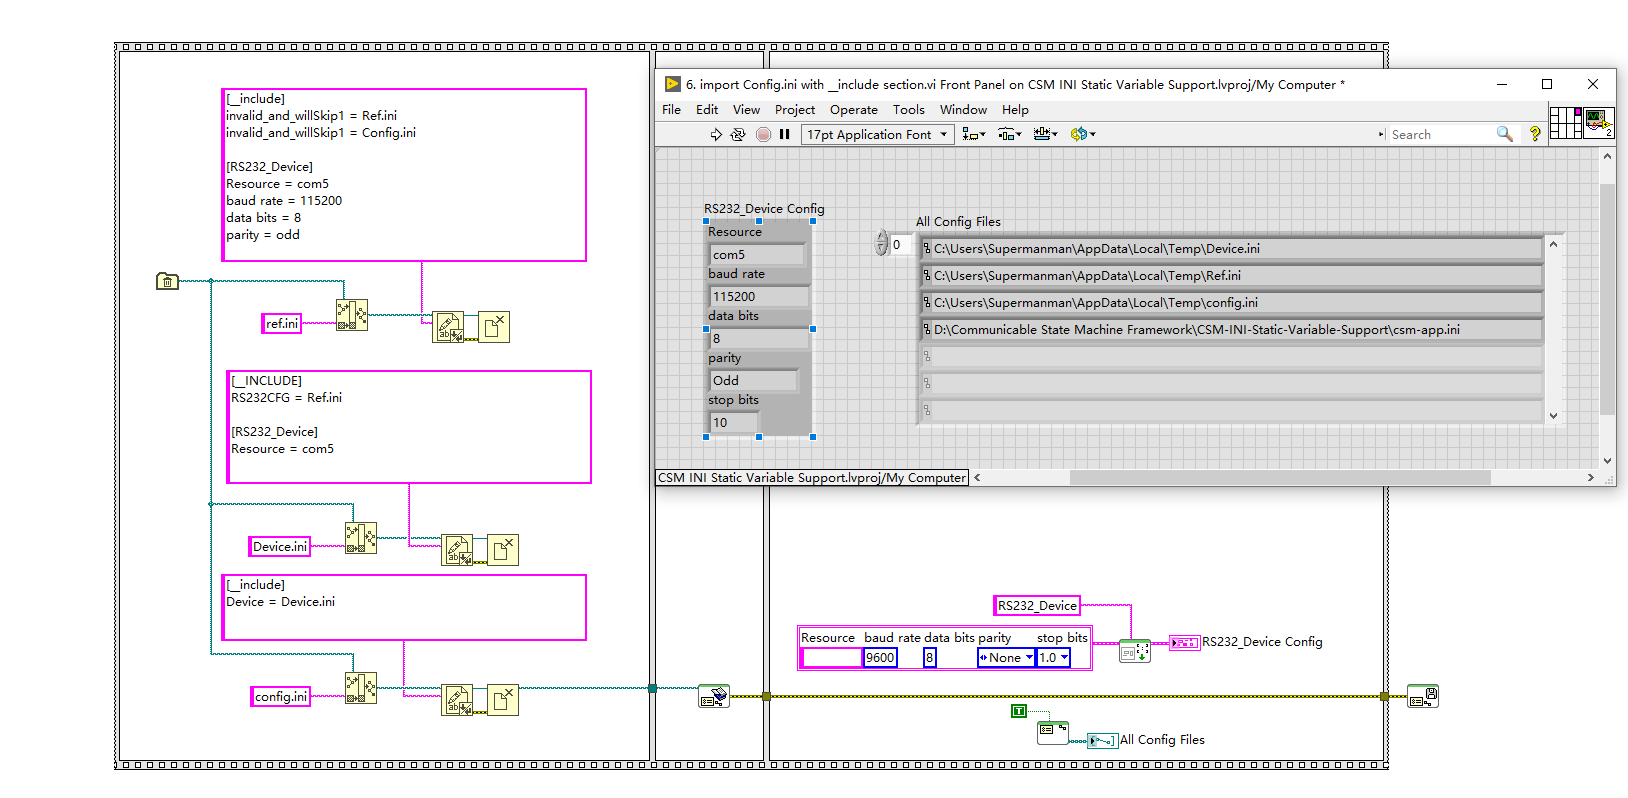 [__include]
invalid_and_willSkip1 = Ref.ini
invalid_and_willSkip1 = Config.ini
[RS232_Device]
Resource = com5
baud rate = 115200
data bits = 8
parity = odd
ref.ini
[__INCLUDE]
RS232CFG = Ref.ini
[RS232_Device]
Resource = com5
Device.ini
[__include]
Device = Device.ini
config.ini
6. import Config.ini with __include section.vi Front Panel on CSM INI Static Variable Support.lvproj/My Computer *
File Edit View Project Operate Tools Window Help
17pt Application Font
Search
2
RS232_Device Config
Resource
com5
baud rate
115200
data bits
8
parity
Odd
stop bits
10
All Config Files
0
C:\Users\Supermanman\AppData\Local\Temp\Device.ini
C:\Users\Supermanman\AppData\Local\Temp\Ref.ini
C:\Users\Supermanman\AppData\Local\Temp\config.ini
D:\Communicable State Machine Framework\CSM-INI-Static-Variable-Support\csm-app.ini
CSM INI Static Variable Support.lvproj/My Computer
RS232_Device
Resource baud rate data bits parity stop bits
9600 8 None 1.0
RS232_Device Config
T
All Config Files